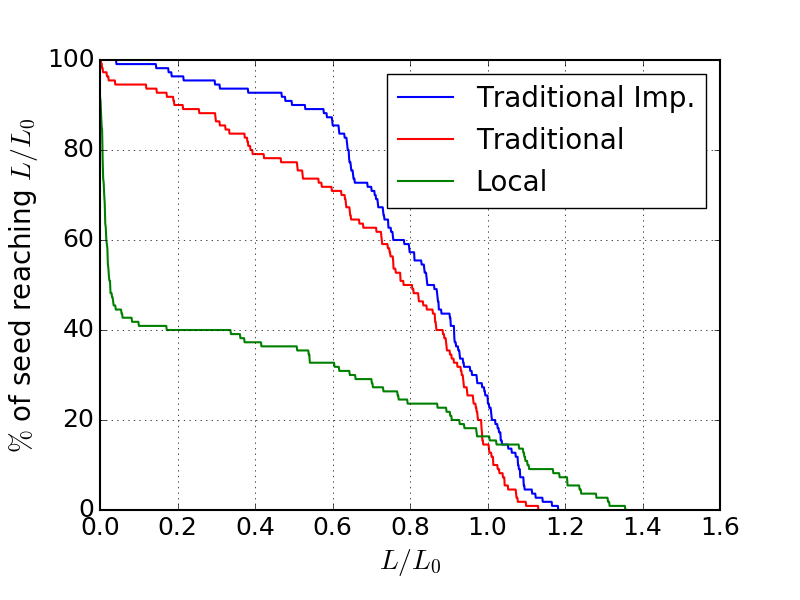 100
80
60
40
20
0
% of seed reaching L/L0
Traditional Imp.
Traditional
Local
0.0 0.2 0.4 0.6 0.8 1.0 1.2 1.4 1.6
L/L0